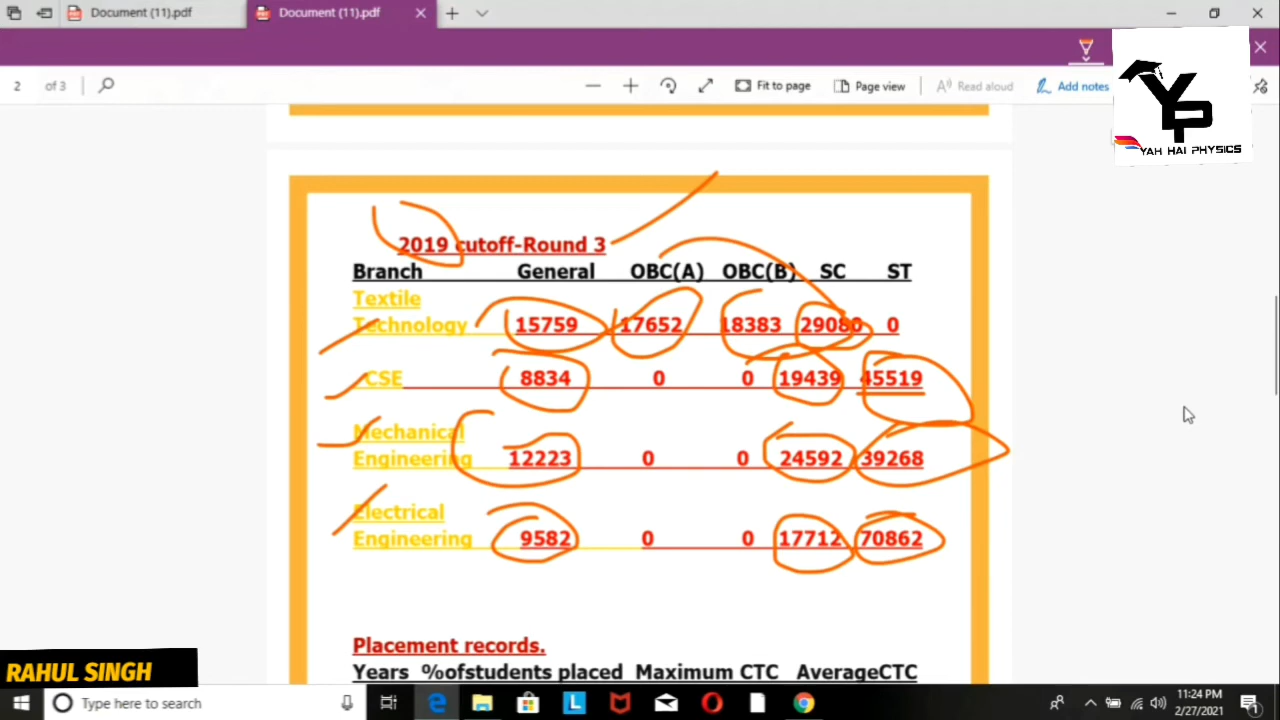 Document (11).pdf
Document (11).pdf
2 of 3
Fit to page
Page view
Read aloud
Add notes
YP
YAH HAI PHYSICS
2019 cutoff-Round 3
Branch General OBC(A) OBC(B) SC ST
Textile
Technology 15759 17652 18383 29080 0
CSE 8834 0 0 19439 45519
Mechanical
Engineering 12223 0 0 24592 39268
Electrical
Engineering 9582 0 0 17712 70862
Placement records.
Years %ofstudents placed Maximum CTC AverageCTC
RAHUL SINGH
Type here to search
11:24 PM
2/27/2021